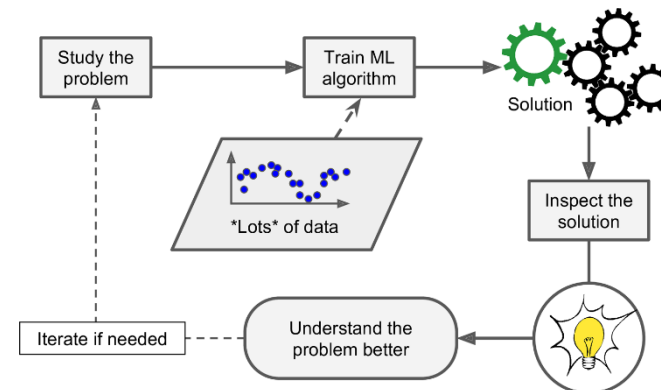 Study the
problem
Train ML
algorithm
Solution
*Lots* of data
Inspect the
solution
Understand the
problem better
Iterate if needed